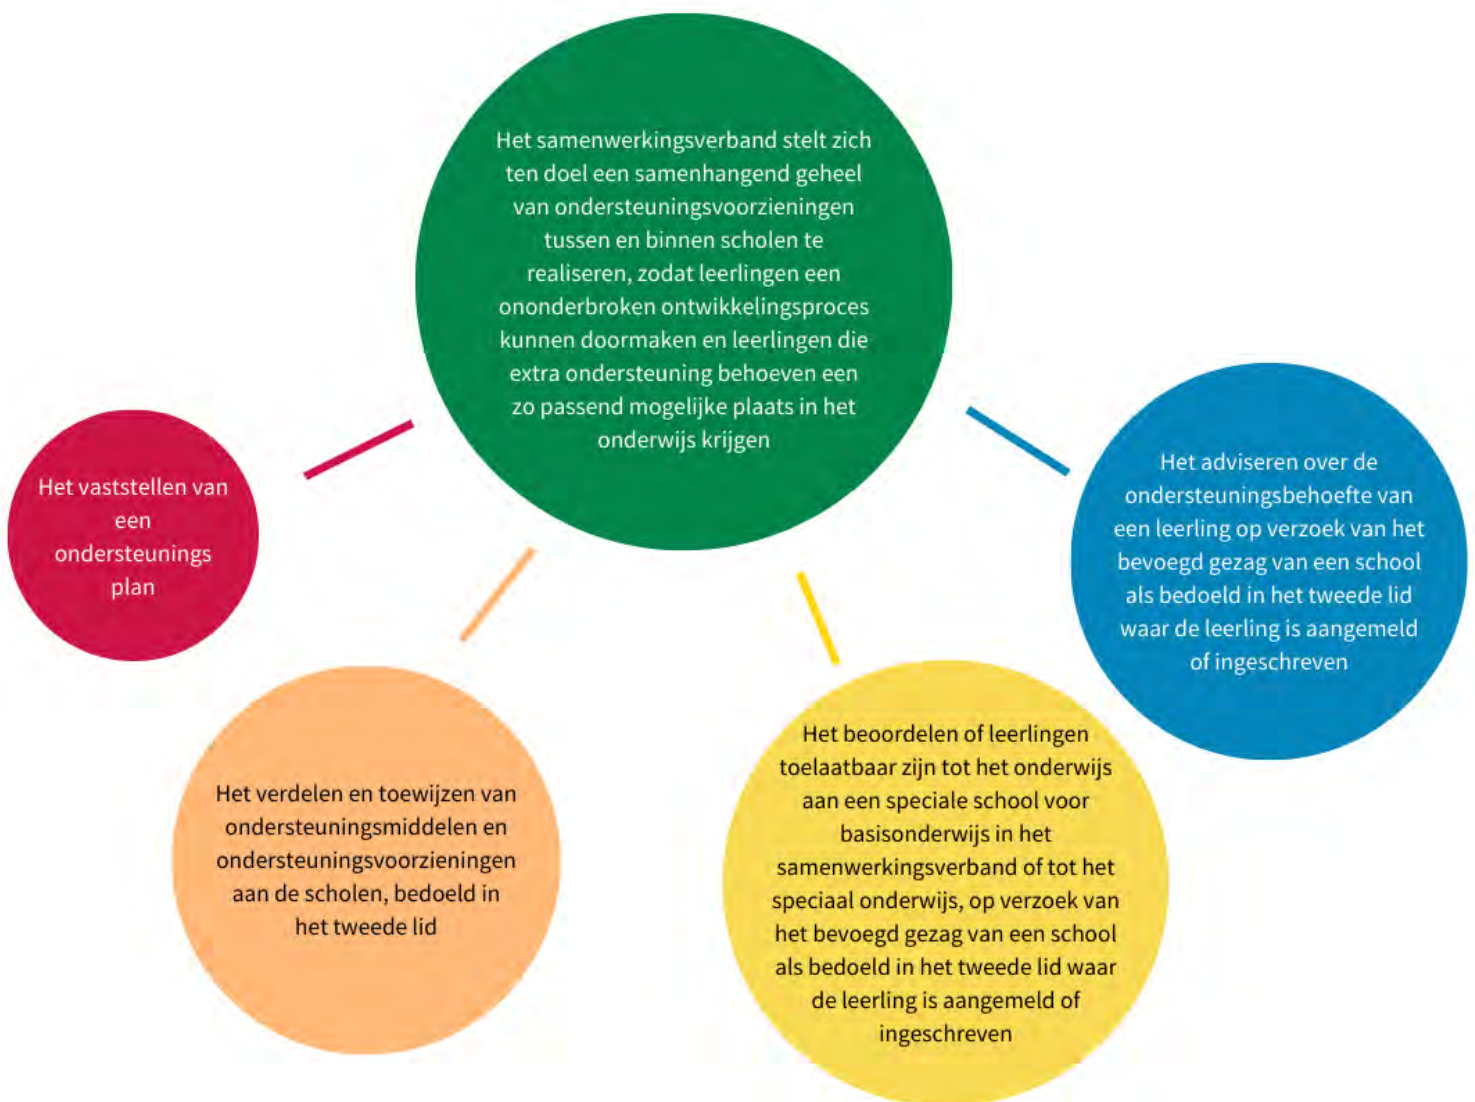 Het samenwerkingsverband stelt zich
ten doel een samenhangend geheel
van ondersteuningsvoorzieningen
tussen en binnen scholen te
realiseren, zodat leerlingen een
ononderbroken ontwikkelingsproces
kunnen doormaken en leerlingen die
extra ondersteuning behoeven een
zo passend mogelijke plaats in het
onderwijs krijgen
Het vaststellen van
een
ondersteunings
plan
Het verdelen en toewijzen van
ondersteuningsmiddelen en
ondersteuningsvoorzieningen
aan de scholen, bedoeld in
het tweede lid
Het beoordelen of leerlingen
toelaatbaar zijn tot het onderwijs
aan een speciale school voor
basisonderwijs in het
samenwerkingsverband of tot het
speciaal onderwijs, op verzoek van
het bevoegd gezag van een school
als bedoeld in het tweede lid waar
de leerling is aangemeld of
ingeschreven
Het adviseren over de
ondersteuningsbehoefte van
een leerling op verzoek van het
bevoegd gezag van een school
als bedoeld in het tweede lid
waar de leerling is aangemeld
of ingeschreven